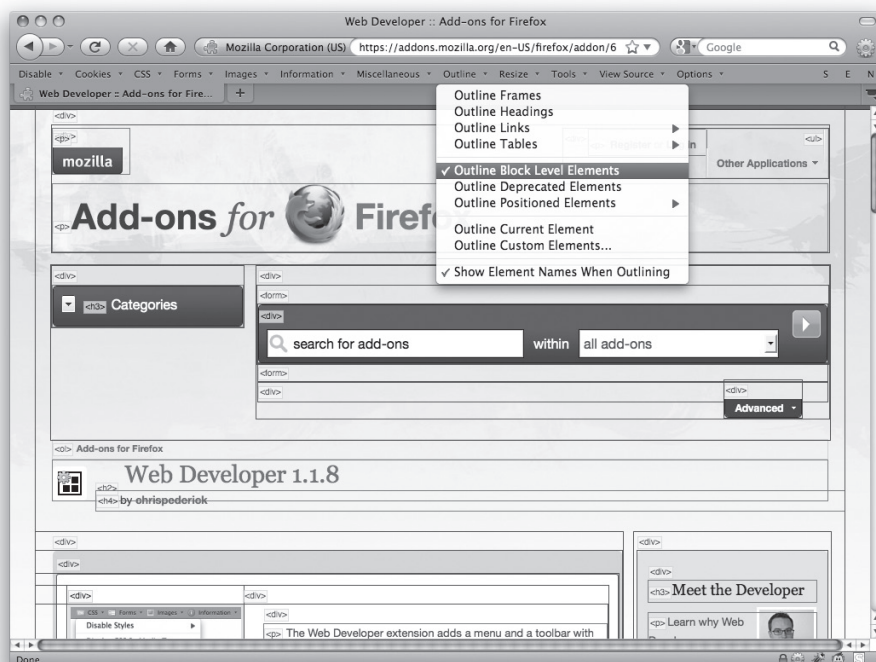 Web Developer :: Add-ons for Firefox
Mozilla Corporation (US) https://addons.mozilla.org/en-US/firefox/addon/6 Google
Disable Cookies CSS Forms Images Information Miscellaneous Outline Resize Tools View Source Options S E N
Web Developer :: Add-ons for Fire... +
Outline Frames
Outline Headings
Outline Links
Outline Tables
✓ Outline Block Level Elements
Outline Deprecated Elements
Outline Positioned Elements
Outline Current Element
Outline Custom Elements...
✓ Show Element Names When Outlining
<div>
<p> <ul>
mozilla
Other Applications
<p> Add-ons for Firefox
<div> <div>
<form>
<h3> Categories
<div>
search for add-ons within all add-ons
<form>
<div> <div>
Advanced
<ol> Add-ons for Firefox
<h2> Web Developer 1.1.8
<h4> by chrispederick
<div> <div>
<div> <div>
<div> <div>
<h3> Meet the Developer
CSS Forms Images Information
Disable Styles
<div>
<p> The Web Developer extension adds a menu and a toolbar with
<p> Learn why Web
Done